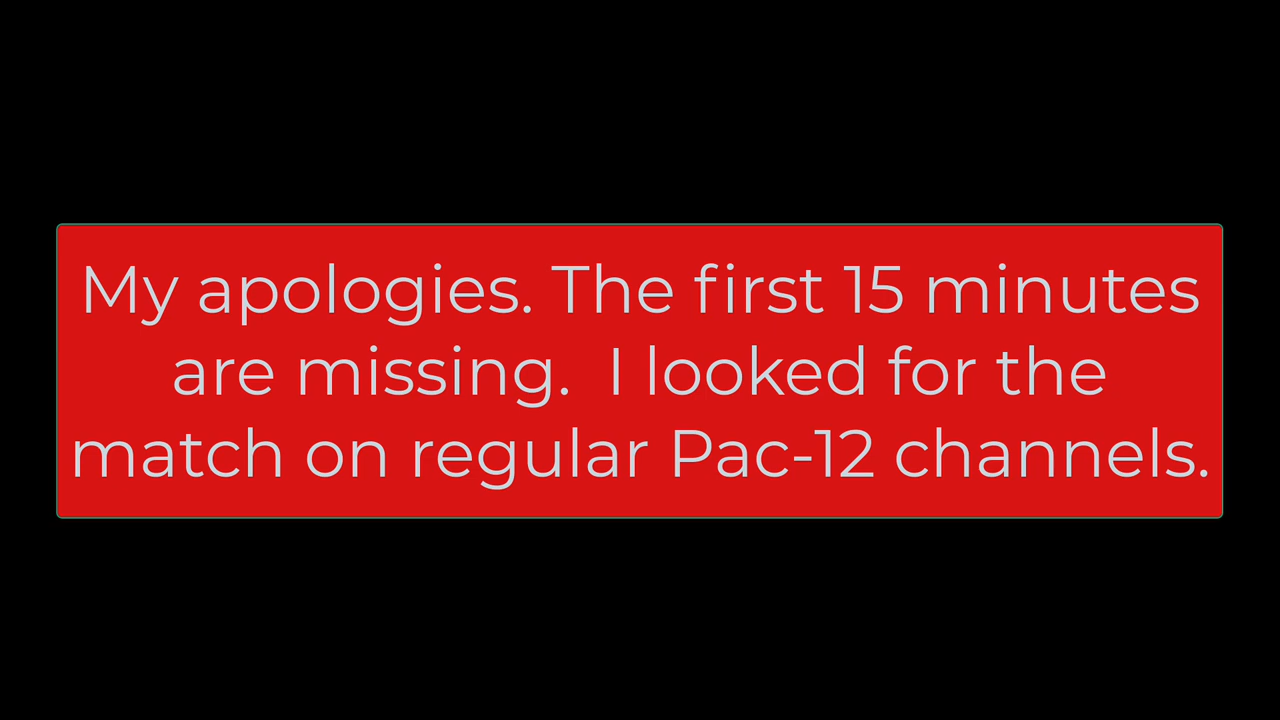 My apologies. The first 15 minutes
are missing.  I looked for the
match on regular Pac-12 channels.